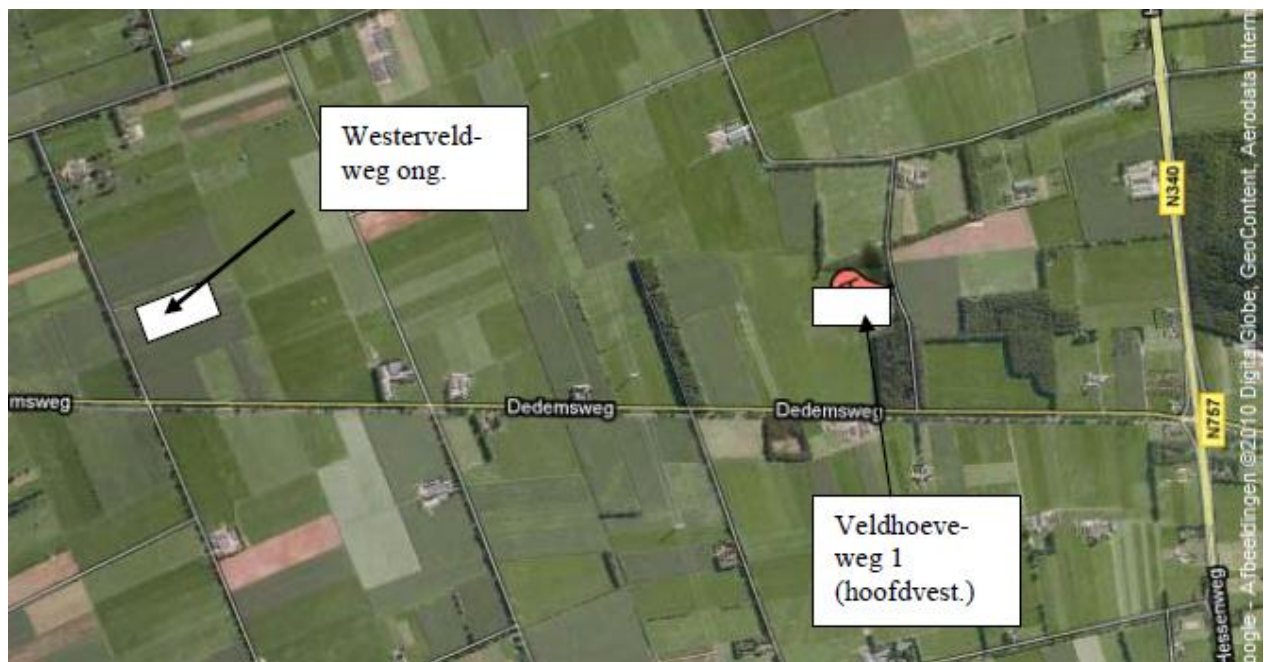 Westerveld-
weg ong.
N340
msweg
Dedemsweg
Dedemsweg
N757
Veldhoeve-
weg 1
(hoofdvest.)
Hessenweg
oogle - Afbeeldingen ©2010 DigitalGlobe, GeoContent, Aerodata Intern